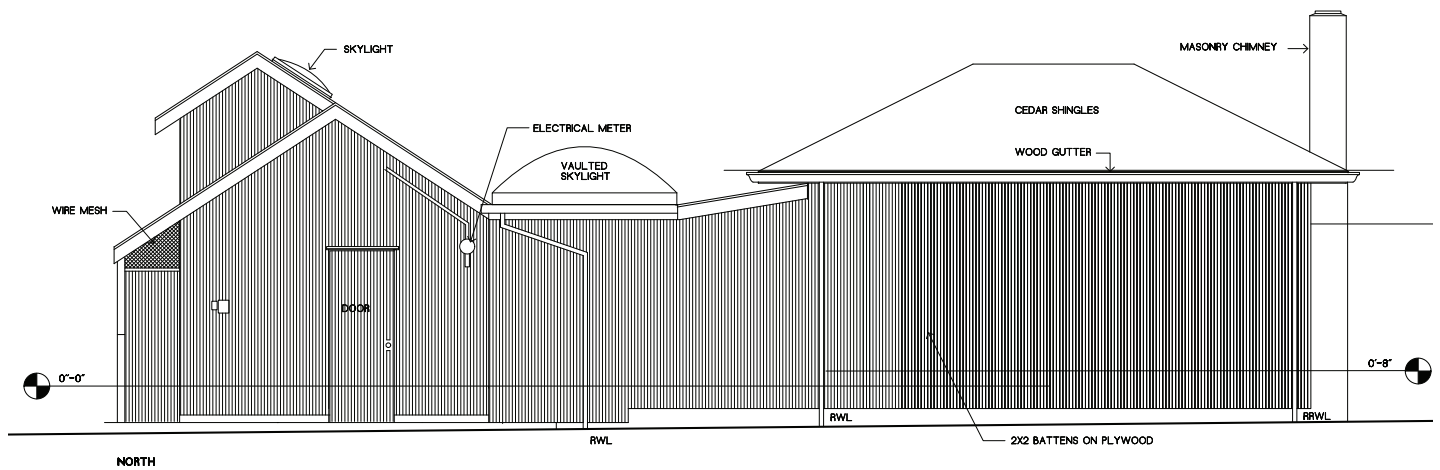 SKYLIGHT
MASONRY CHIMNEY
CEDAR SHINGLES
ELECTRICAL METER
WOOD GUTTER
VAULTED
SKYLIGHT
WIRE MESH
DOOR
0"-0"
0'-8"
RWL
RRWL
RWL
2X2 BATTENS ON PLYWOOD
NORTH